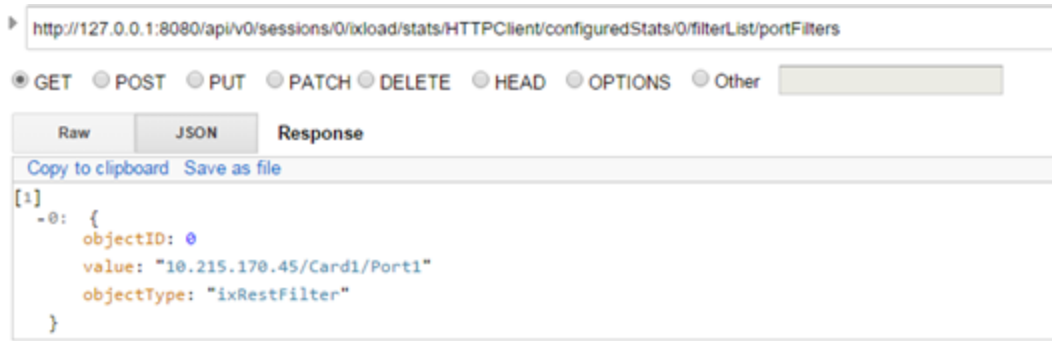 http://127.0.0.1:8080/api/v0/sessions/0/ixload/stats/HTTPClient/configuredStats/0/filterList/portFilters
GET POST PUT PATCH DELETE HEAD OPTIONS Other
Raw JSON Response
Copy to clipboard Save as file
[1]
-0: {
objectID: 0
value: "10.215.170.45/Card1/Port1"
objectType: "ixRestFilter"
}